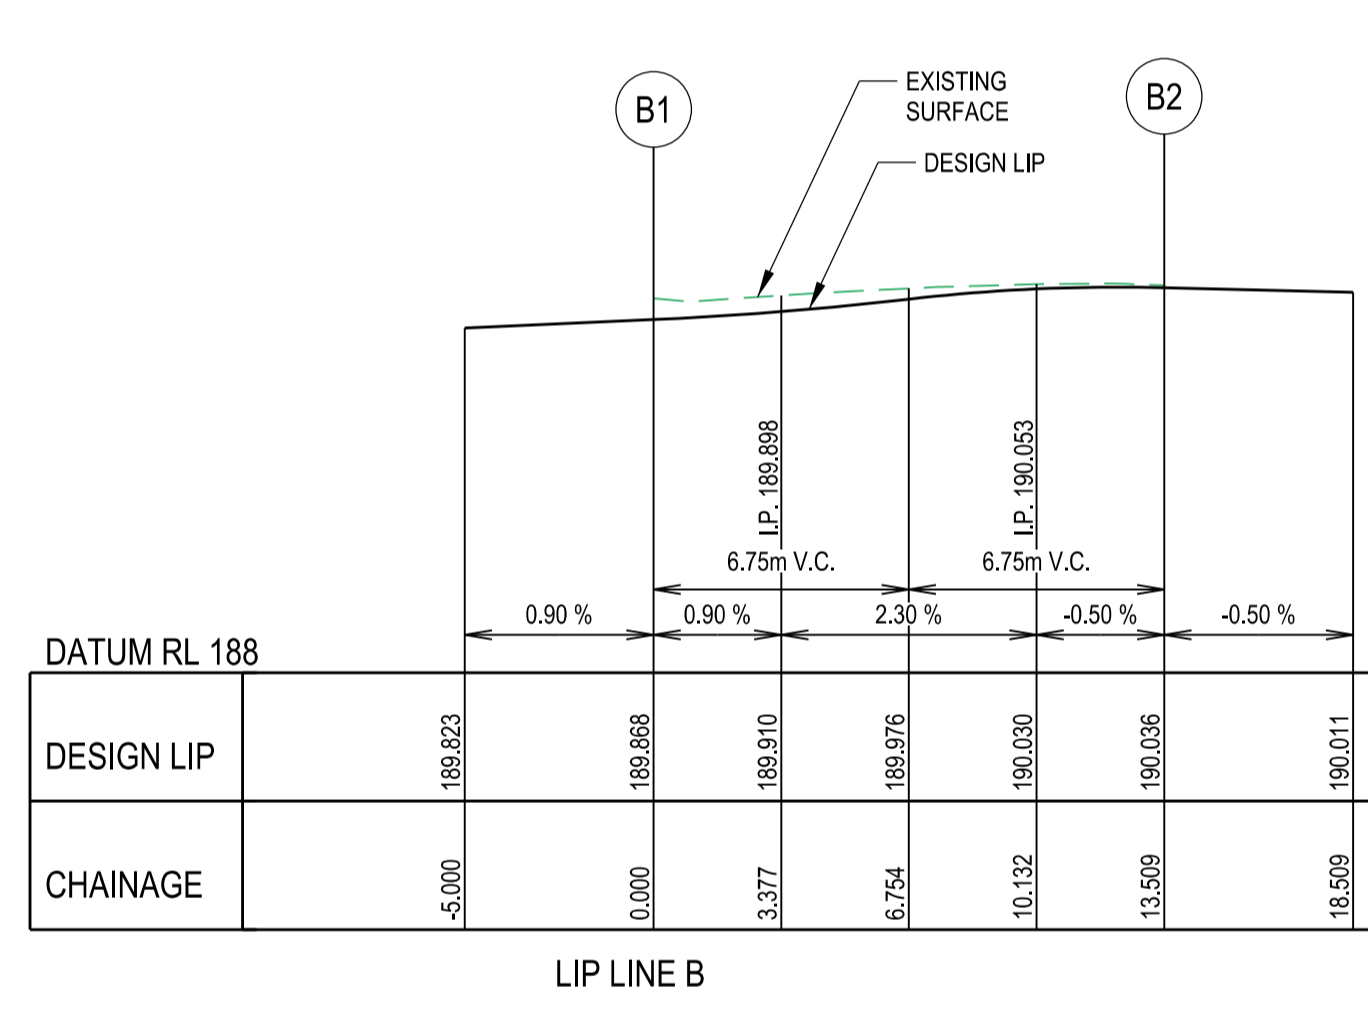 B1
B2
EXISTING
SURFACE
DESIGN LIP
I.P. 189.898
I.P. 190.053
6.75m V.C.
6.75m V.C.
0.90 %
0.90 %
2.30 %
-0.50 %
-0.50 %
DATUM RL 188
DESIGN LIP
189.823
189.868
189.910
189.976
190.030
190.036
190.011
CHAINAGE
-5.000
0.000
3.377
6.754
10.132
13.509
18.509
LIP LINE B